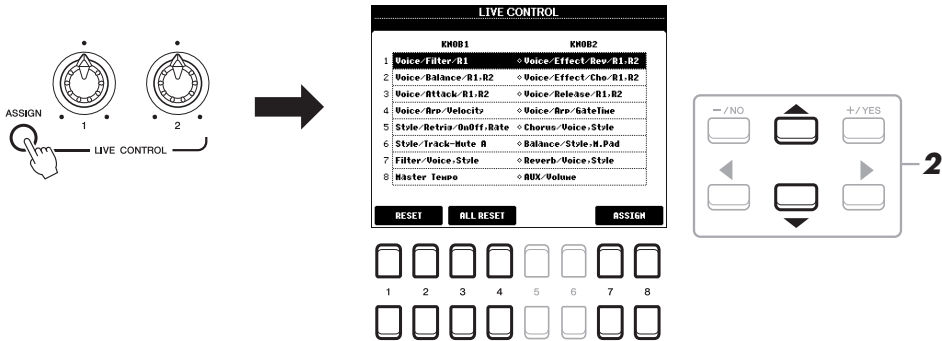 LIVE CONTROL
KNOB1 KNOB2
1 Voice/Filter/R1 ◇Voice/Effect/Rev/R1,R2
2 Voice/Balance/R1,R2 ◇Voice/Effect/Cho/R1,R2
3 Voice/Attack/R1,R2 ◇Voice/Release/R1,R2
4 Voice/Arp/Velocity ◇Voice/Arp/GateTime
5 Style/Retrig/OnOff,Rate ◇Chorus/Voice,Style
6 Style/Track-Mute A ◇Balance/Style,M.Pad
7 Filter/Voice,Style ◇Reverb/Voice,Style
8 Master Tempo ◇AUX/Volume
RESET ALL RESET ASSIGN
ASSIGN
1 2
LIVE CONTROL
1 2 3 4 5 6 7 8
-/NO +/YES
2